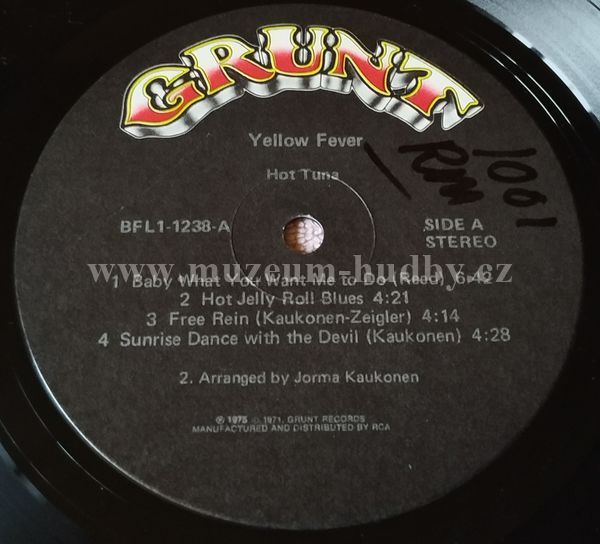 GRUNT
Yellow Fever
Hot Tuna
1001
RM
BFL1-1238-A
SIDE A
STEREO
www.muzeum-hudby.cz
1 Baby What You Want Me to Do (Reed) 6:42
2 Hot Jelly Roll Blues 4:21
3 Free Rein (Kaukonen-Zeigler) 4:14
4 Sunrise Dance with the Devil (Kaukonen) 4:28
2. Arranged by Jorma Kaukonen
℗ 1975 © 1971, GRUNT RECORDS
MANUFACTURED AND DISTRIBUTED BY RCA